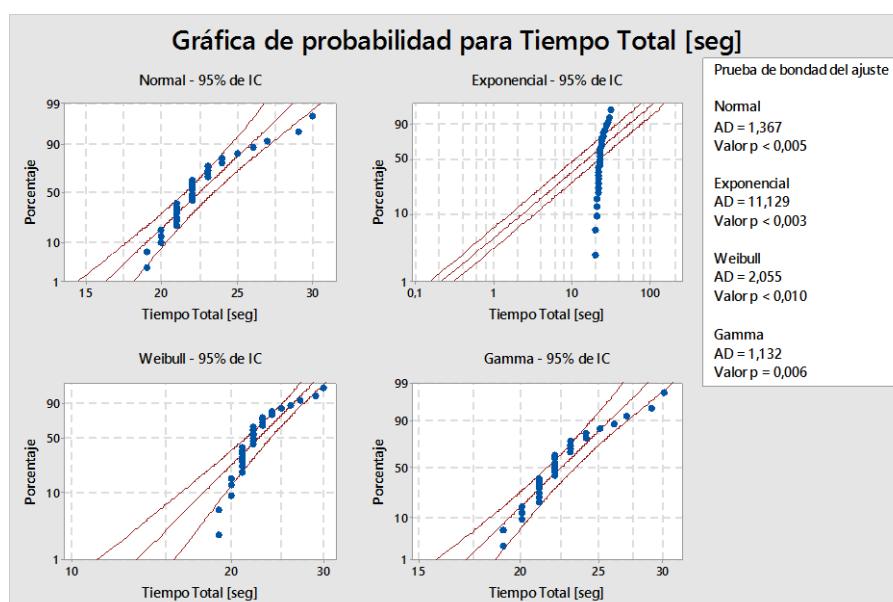 Gráfica de probabilidad para Tiempo Total [seg]
Normal - 95% de IC
99
90
50
10
1
Porcentaje
15
20
25
30
Tiempo Total [seg]
Exponencial - 95% de IC
90
50
10
1
Porcentaje
0,1
1
10
100
Tiempo Total [seg]
Weibull - 95% de IC
90
50
10
1
Porcentaje
10
20
30
Tiempo Total [seg]
Gamma - 95% de IC
99
90
50
10
1
Porcentaje
15
20
25
30
Tiempo Total [seg]
Prueba de bondad del ajuste
Normal
AD = 1,367
Valor p < 0,005
Exponencial
AD = 11,129
Valor p < 0,003
Weibull
AD = 2,055
Valor p < 0,010
Gamma
AD = 1,132
Valor p = 0,006